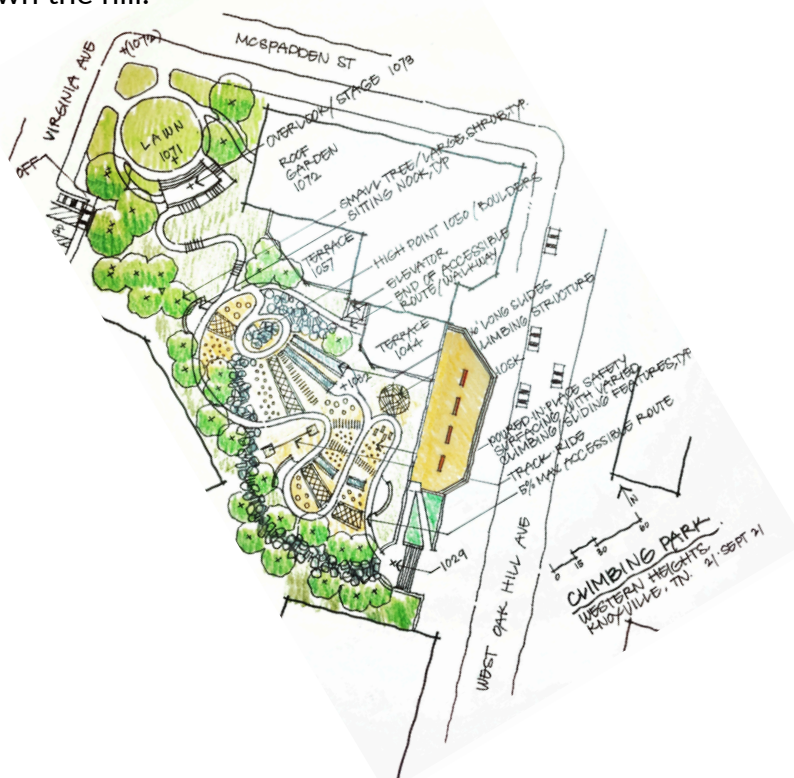 wn the hill.
VIRGINIA AVE
+(1072)
MCSPADDEN ST
OVERLOOK/STAGE 1073
LAWN
1071
+
OFF
ROOF
GARDEN
1072
SMALL TREE/LARGE SHRUB, TYP.
SITTING NOOK, TYP
TERRACE
1057
HIGH POINT 1050/BOULDERS
ELEVATOR
END OF ACCESSIBLE
ROUTE/WALKWAY
TERRACE
1044
LONG SLIDES
LIMBING STRUCTURE
IOSK
POURED-IN-PLACE SAFETY
SURFACING WITH VARIED
CLIMBING/SLIDING FEATURES, TYP
TRACK RIDE
5% MAX ACCESSIBLE ROUTE
1029
WEST OAK HILL AVE
N
0 15 30 60
CLIMBING PARK
WESTERN HEIGHTS
KNOXVILLE, TN. 21 SEPT 21